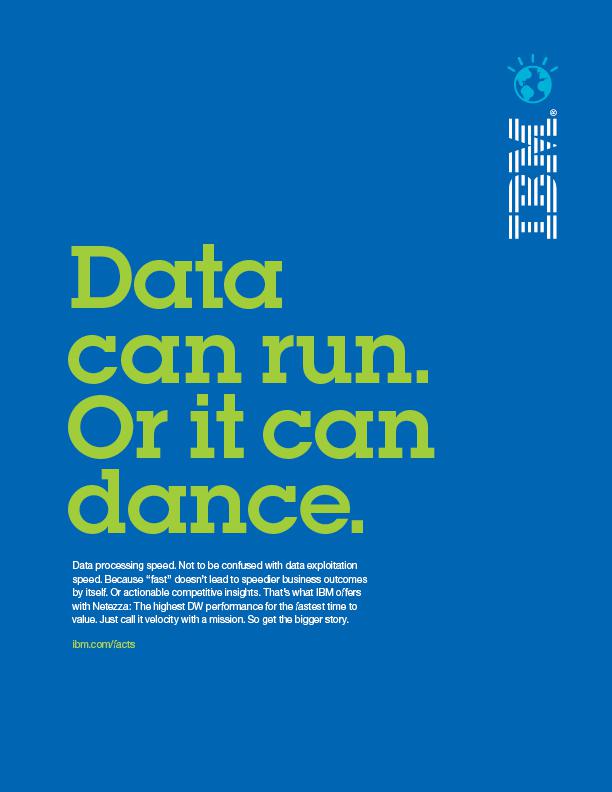 IBM®
Data
can run.
Or it can
dance.
Data processing speed. Not to be confused with data exploitation
speed. Because “fast” doesn’t lead to speedier business outcomes
by itself. Or actionable competitive insights. That’s what IBM offers
with Netezza: The highest DW performance for the fastest time to
value. Just call it velocity with a mission. So get the bigger story.
ibm.com/facts